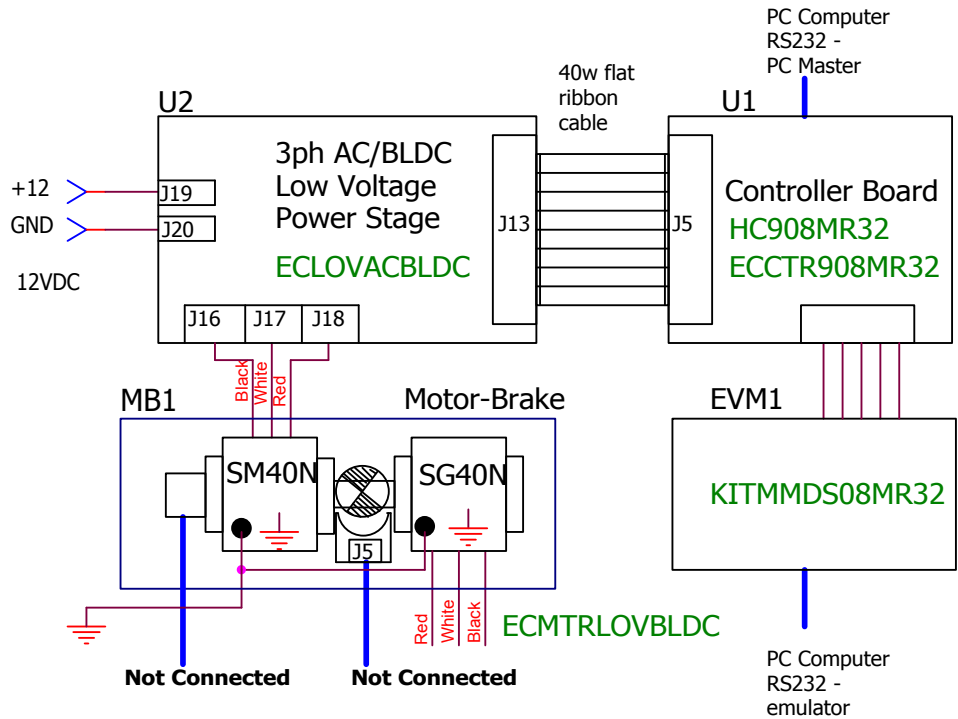 PC Computer
RS232 -
PC Master
40w flat
ribbon
cable
U2
U1
3ph AC/BLDC
Low Voltage
Power Stage
ECLOVACBLDC
+12
GND
12VDC
J19
J20
J13
J5
Controller Board
HC908MR32
ECCTR908MR32
J16
J17
J18
Black
White
Red
MB1
Motor-Brake
EVM1
SM40N
SG40N
J5
KITMMDS08MR32
Red
White
Black
ECMTRLOVBLDC
Not Connected
Not Connected
PC Computer
RS232 -
emulator